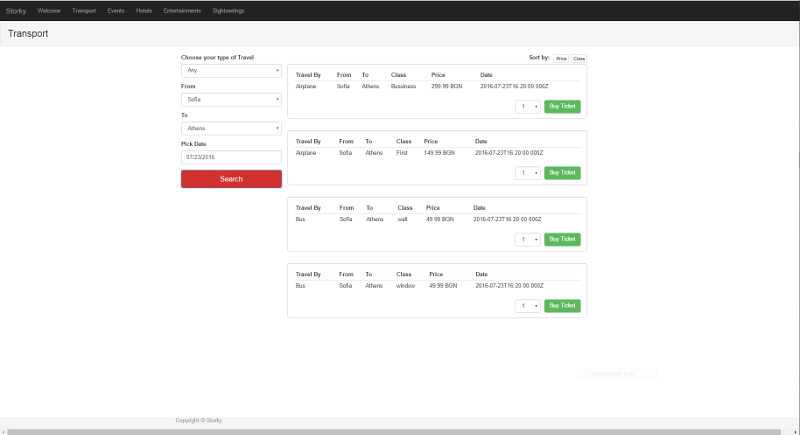 Storky Welcome Transport Events Hotels Entertainments Sightseeings
Transport
Choose your type of Travel
Any
From
Sofia
To
Athens
Pick Date
07/23/2016
Search
Sort by: Price Class
Travel By From To Class Price Date
Airplane Sofia Athens Bussiness 299.99 BGN 2016-07-23T16:20:00.000Z
1 Buy Ticket
Travel By From To Class Price Date
Airplane Sofia Athens First 149.99 BGN 2016-07-23T16:20:00.000Z
1 Buy Ticket
Travel By From To Class Price Date
Bus Sofia Athens wall 49.99 BGN 2016-07-23T16:20:00.000Z
1 Buy Ticket
Travel By From To Class Price Date
Bus Sofia Athens window 49.99 BGN 2016-07-23T16:20:00.000Z
1 Buy Ticket
Copyright © Storky